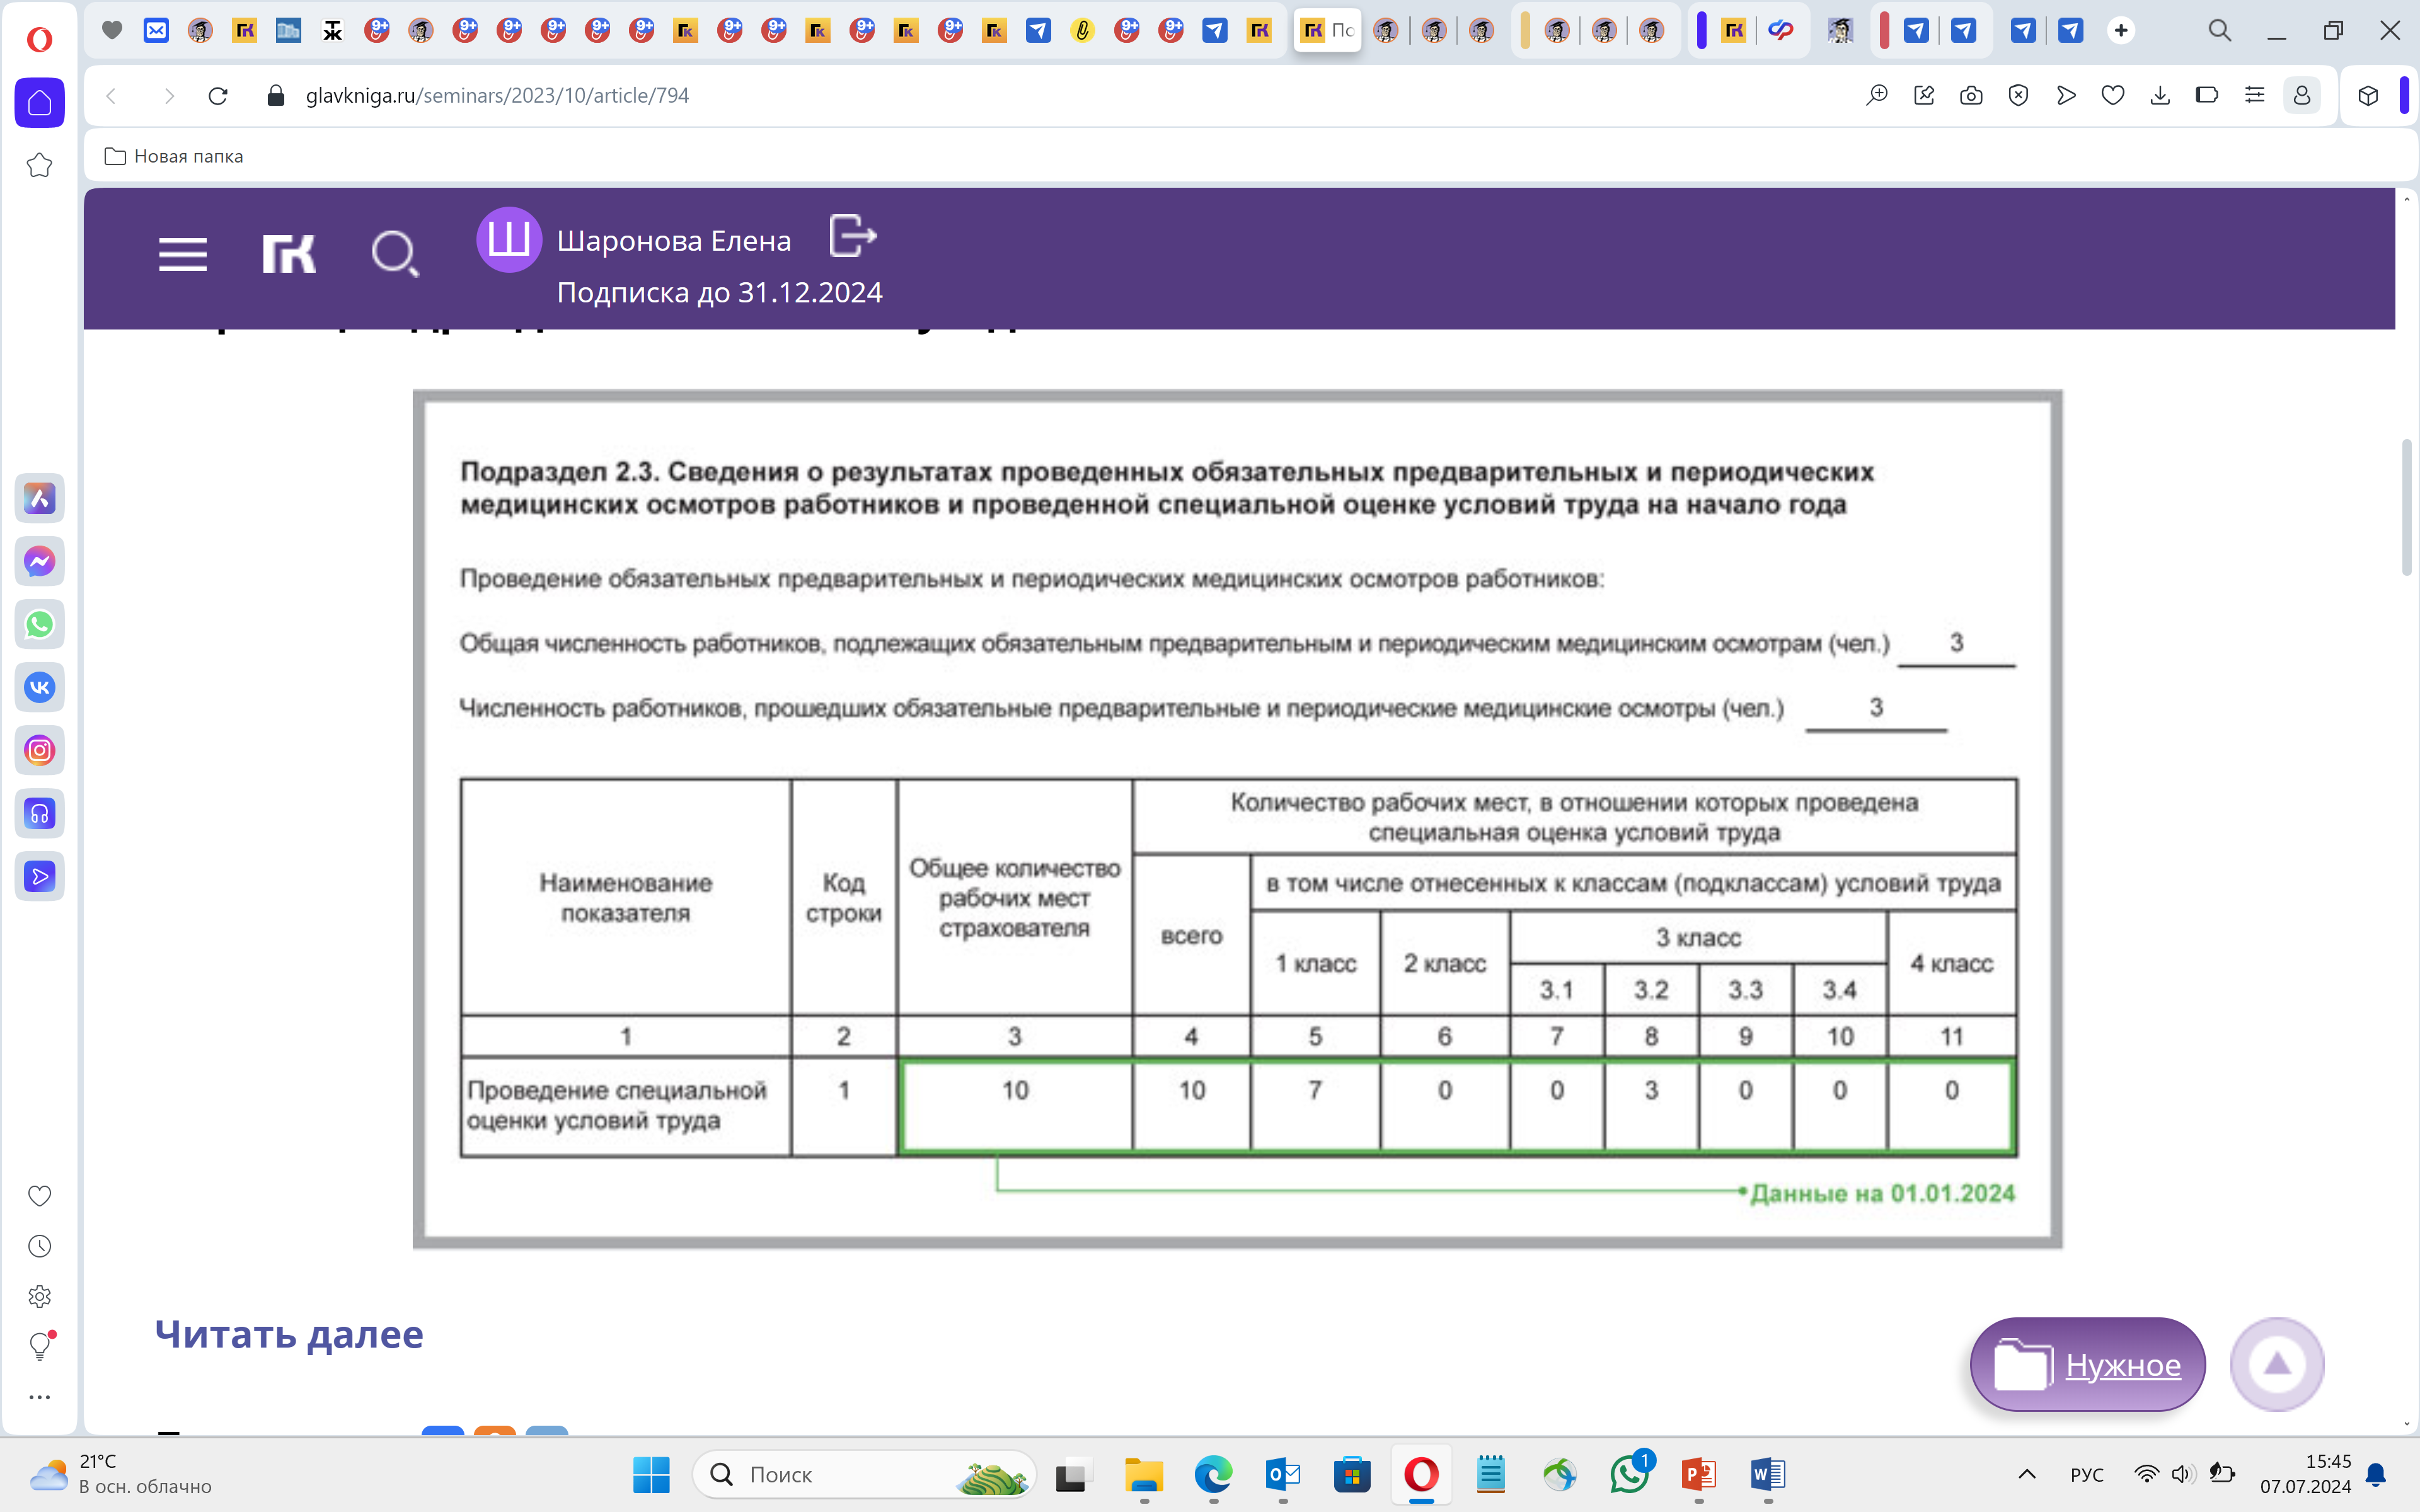 По
glavkniga.ru/seminars/2023/10/article/794
Новая папка
ГК
Ш
Шаронова Елена
Подписка до 31.12.2024
Подраздел 2.3. Сведения о результатах проведенных обязательных предварительных и периодических
медицинских осмотров работников и проведенной специальной оценке условий труда на начало года
Проведение обязательных предварительных и периодических медицинских осмотров работников:
Общая численность работников, подлежащих обязательным предварительным и периодическим медицинским осмотрам (чел.) 3
Численность работников, прошедших обязательные предварительные и периодические медицинские осмотры (чел.) 3
Наименование
показателя
Код
строки
Общее количество
рабочих мест
страхователя
Количество рабочих мест, в отношении которых проведена
специальная оценка условий труда
всего
в том числе отнесенных к классам (подклассам) условий труда
1 класс
2 класс
3 класс
4 класс
3.1 3.2 3.3 3.4
1 2 3 4 5 6 7 8 9 10 11
Проведение специальной
оценки условий труда
1 10 10 7 0 0 3 0 0 0
Данные на 01.01.2024
Читать далее
Нужное
21°C
В осн. облачно
Поиск
1
РУС
15:45
07.07.2024